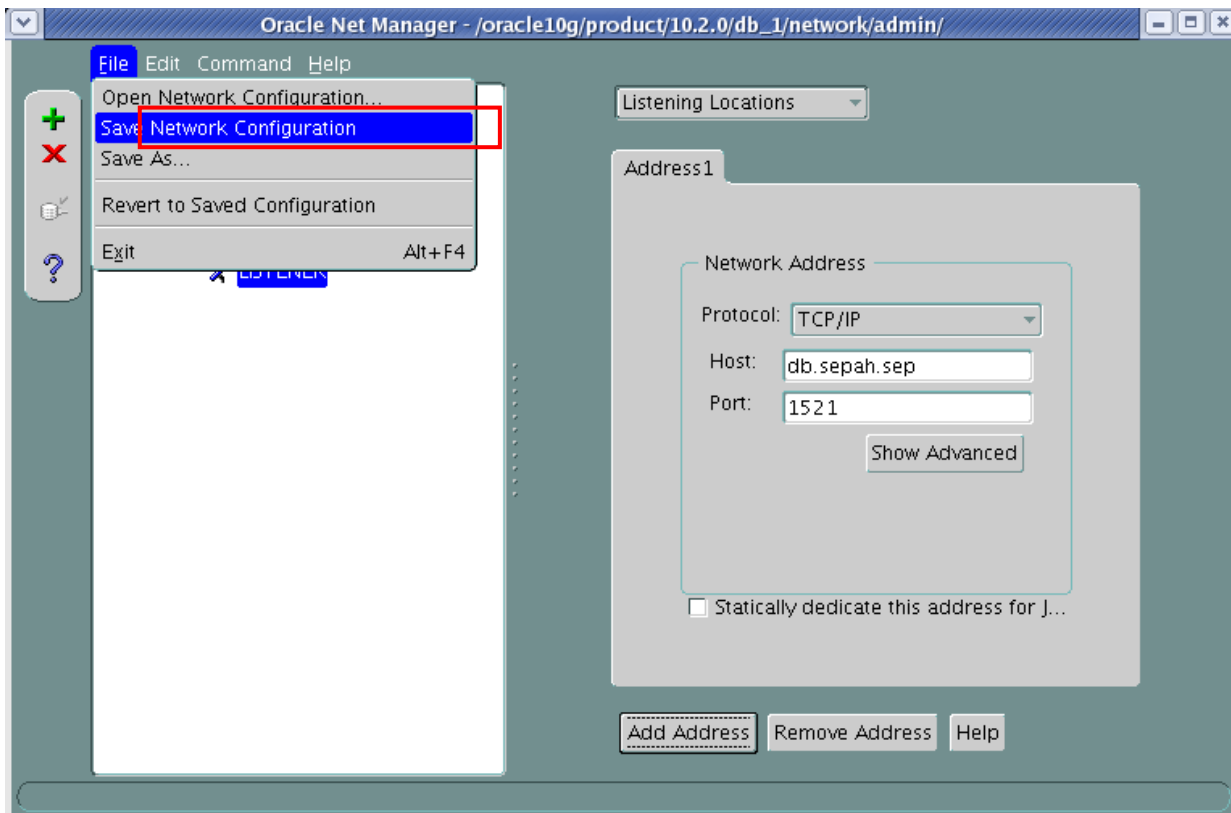 Oracle Net Manager - /oracle10g/product/10.2.0/db_1/network/admin/
File Edit Command Help
Open Network Configuration...
Save Network Configuration
Save As...
Revert to Saved Configuration
Exit Alt+F4
LISTENER
Listening Locations
Address1
Network Address
Protocol: TCP/IP
Host: db.sepah.sep
Port: 1521
Show Advanced
Statically dedicate this address for J...
Add Address Remove Address Help